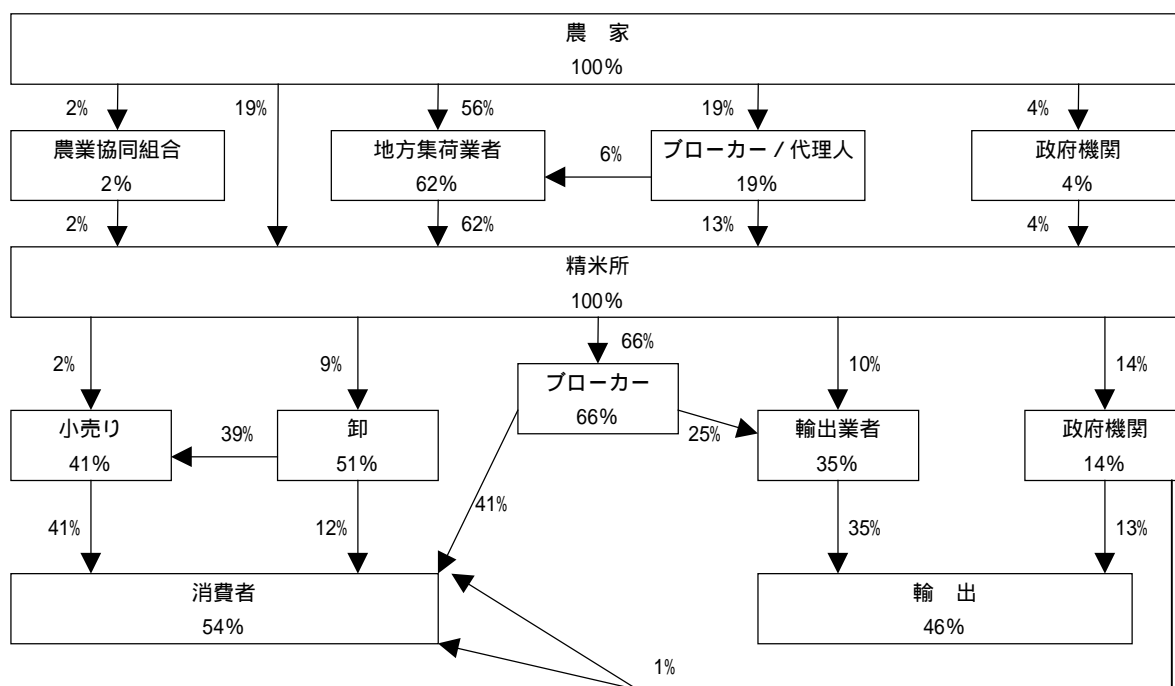 農 家
100%
2%
19%
56%
19%
4%
農業協同組合
2%
地方集荷業者
62%
6%
ブローカー / 代理人
19%
政府機関
4%
2%
62%
13%
4%
精米所
100%
2%
9%
66%
10%
14%
ブローカー
66%
小売り
41%
39%
卸
51%
25%
輸出業者
35%
政府機関
14%
41%
12%
41%
35%
13%
消費者
54%
輸 出
46%
1%